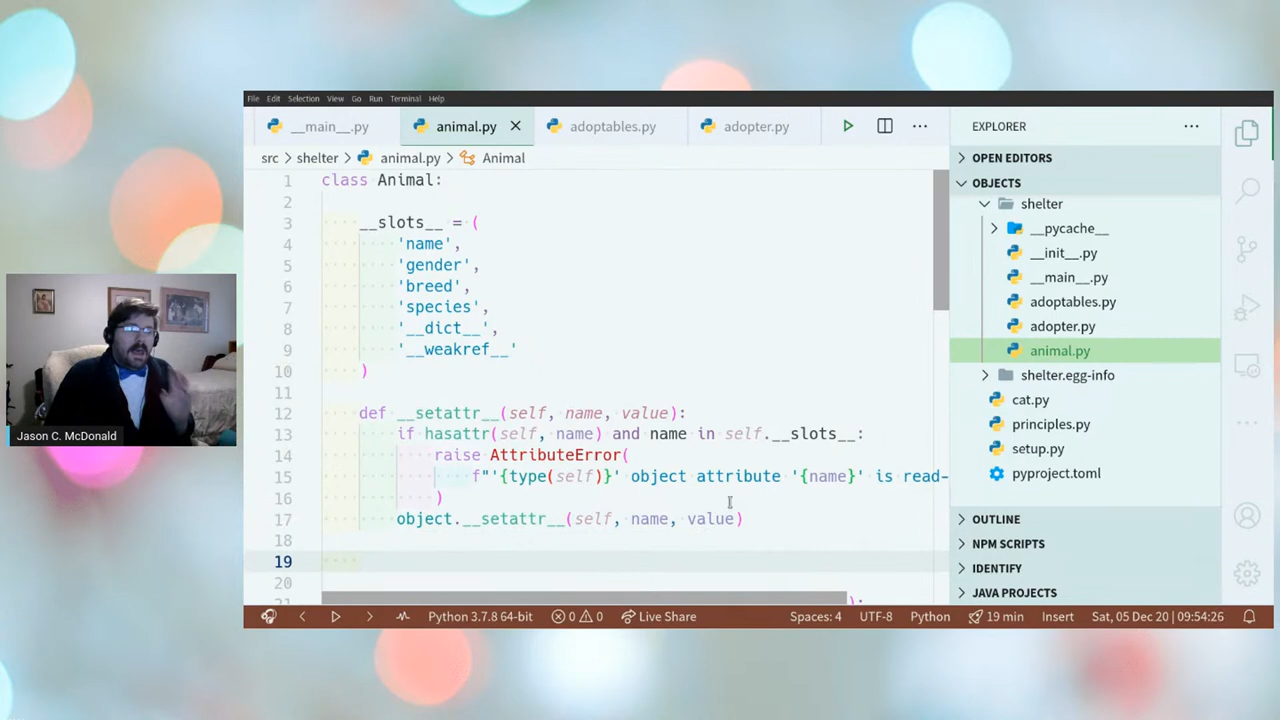 File Edit Selection View Go Run Terminal Help
__main__.py animal.py adoptables.py adopter.py
src > shelter > animal.py > Animal
1 class Animal:
2
3 __slots__ = (
4 'name',
5 'gender',
6 'breed',
7 'species',
8 '__dict__',
9 '__weakref__'
10 )
11
12 def __setattr__(self, name, value):
13 if hasattr(self, name) and name in self.__slots__:
14 raise AttributeError(
15 f"'{type(self)}' object attribute '{name}' is read-
16 )
17 object.__setattr__(self, name, value)
18
19
20
):
EXPLORER
OPEN EDITORS
OBJECTS
shelter
__pycache__
__init__.py
__main__.py
adoptables.py
adopter.py
animal.py
shelter.egg-info
cat.py
principles.py
setup.py
pyproject.toml
OUTLINE
NPM SCRIPTS
IDENTIFY
JAVA PROJECTS
Python 3.7.8 64-bit 0 0 Live Share Spaces: 4 UTF-8 Python 19 min Insert Sat, 05 Dec 20 09:54:26
Jason C. McDonald